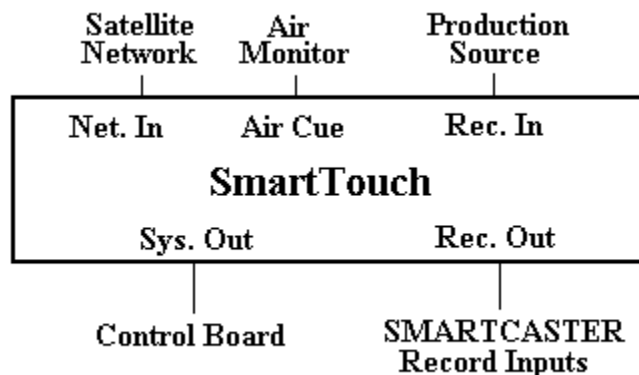 Satellite Air Production
Network Monitor Source
Net. In Air Cue Rec. In
SmartTouch
Sys. Out Rec. Out
Control Board SMARTCASTER
Record Inputs